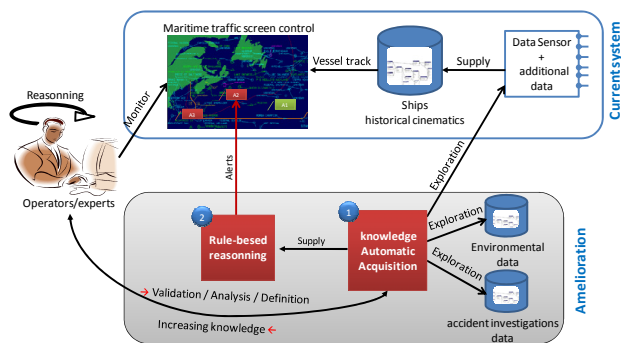 Maritime traffic screen control
Reasonning
Monitor
Operators/experts
A2
A1
A3
Vessel track
Ships
historical cinematics
Supply
Data Sensor
+
additional
data
Current system
Alerts
Exploration
2
Rule-besed
reasonning
Supply
1
knowledge
Automatic
Acquisition
Exploration
Environmental
data
Exploration
accident investigations
data
Amelioration
→ Validation / Analysis / Definition
Increasing knowledge ←